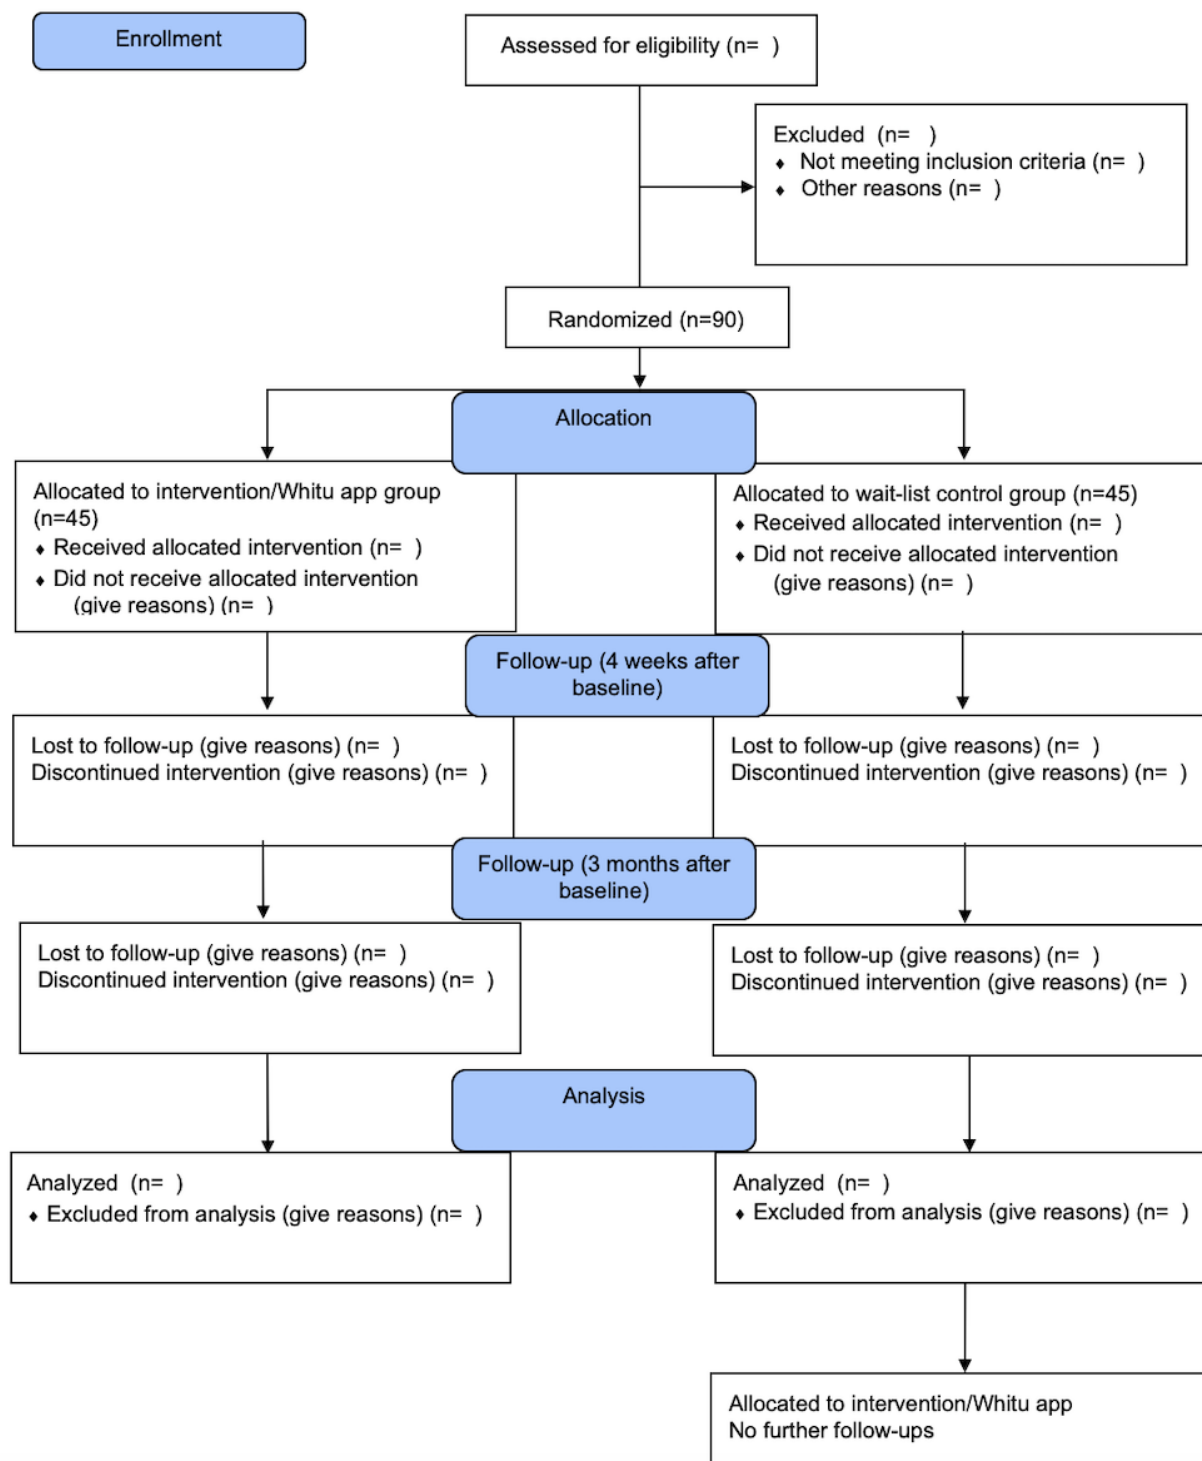 Enrollment
Assessed for eligibility (n=  )
Excluded  (n=   )
♦ Not meeting inclusion criteria (n=  )
♦ Other reasons (n=  )
Randomized (n=90)
Allocation
Allocated to intervention/Whitu app group
(n=45)
♦ Received allocated intervention (n=  )
♦ Did not receive allocated intervention
(give reasons) (n=  )
Allocated to wait-list control group (n=45)
♦ Received allocated intervention (n=  )
♦ Did not receive allocated intervention
(give reasons) (n=  )
Follow-up (4 weeks after
baseline)
Lost to follow-up (give reasons) (n=  )
Discontinued intervention (give reasons) (n=  )
Lost to follow-up (give reasons) (n=  )
Discontinued intervention (give reasons) (n=  )
Follow-up (3 months after
baseline)
Lost to follow-up (give reasons) (n=  )
Discontinued intervention (give reasons) (n=  )
Lost to follow-up (give reasons) (n=  )
Discontinued intervention (give reasons) (n=  )
Analysis
Analyzed  (n=  )
♦ Excluded from analysis (give reasons) (n=  )
Analyzed  (n=  )
♦ Excluded from analysis (give reasons) (n=  )
Allocated to intervention/Whitu app
No further follow-ups